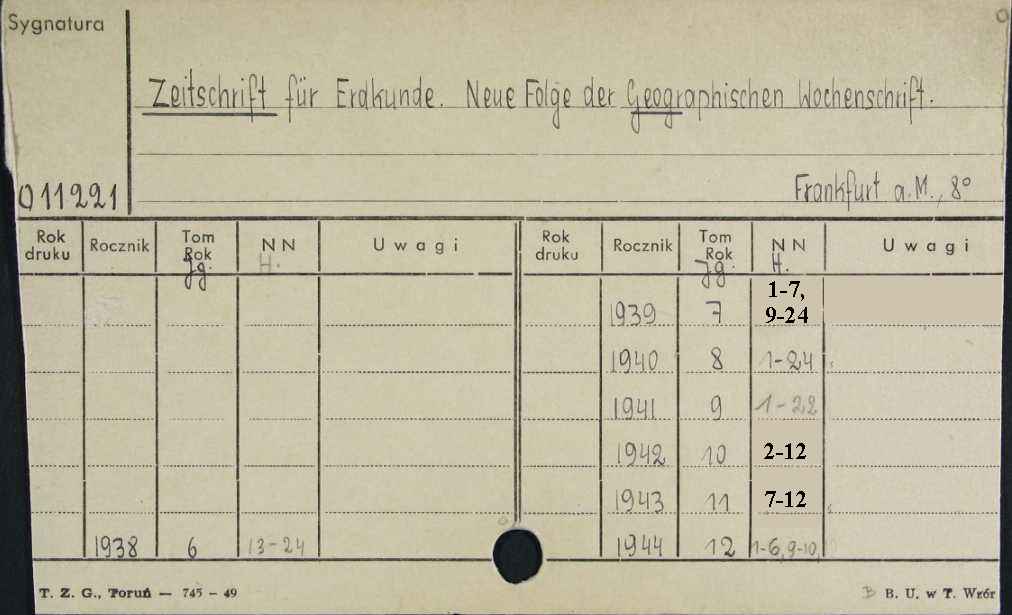 Sygnatura
Zeitschrift für Erdkunde. Neue Folge der Geographischen Wochenschrift.
011221
Frankfurt a.M., 8°
Rok druku Rocznik Tom Rok Jg. NN H. Uwagi Rok druku Rocznik Tom Rok Jg. NN H. Uwagi
1939 7 1-7, 9-24
1940 8 1-24
1941 9 1-22
1942 10 2-12
1943 11 7-12
1938 6 13-24 1944 12 1-6,9-10
T. Z. G., Toruń — 745 - 49 B. U. w T. Wzór